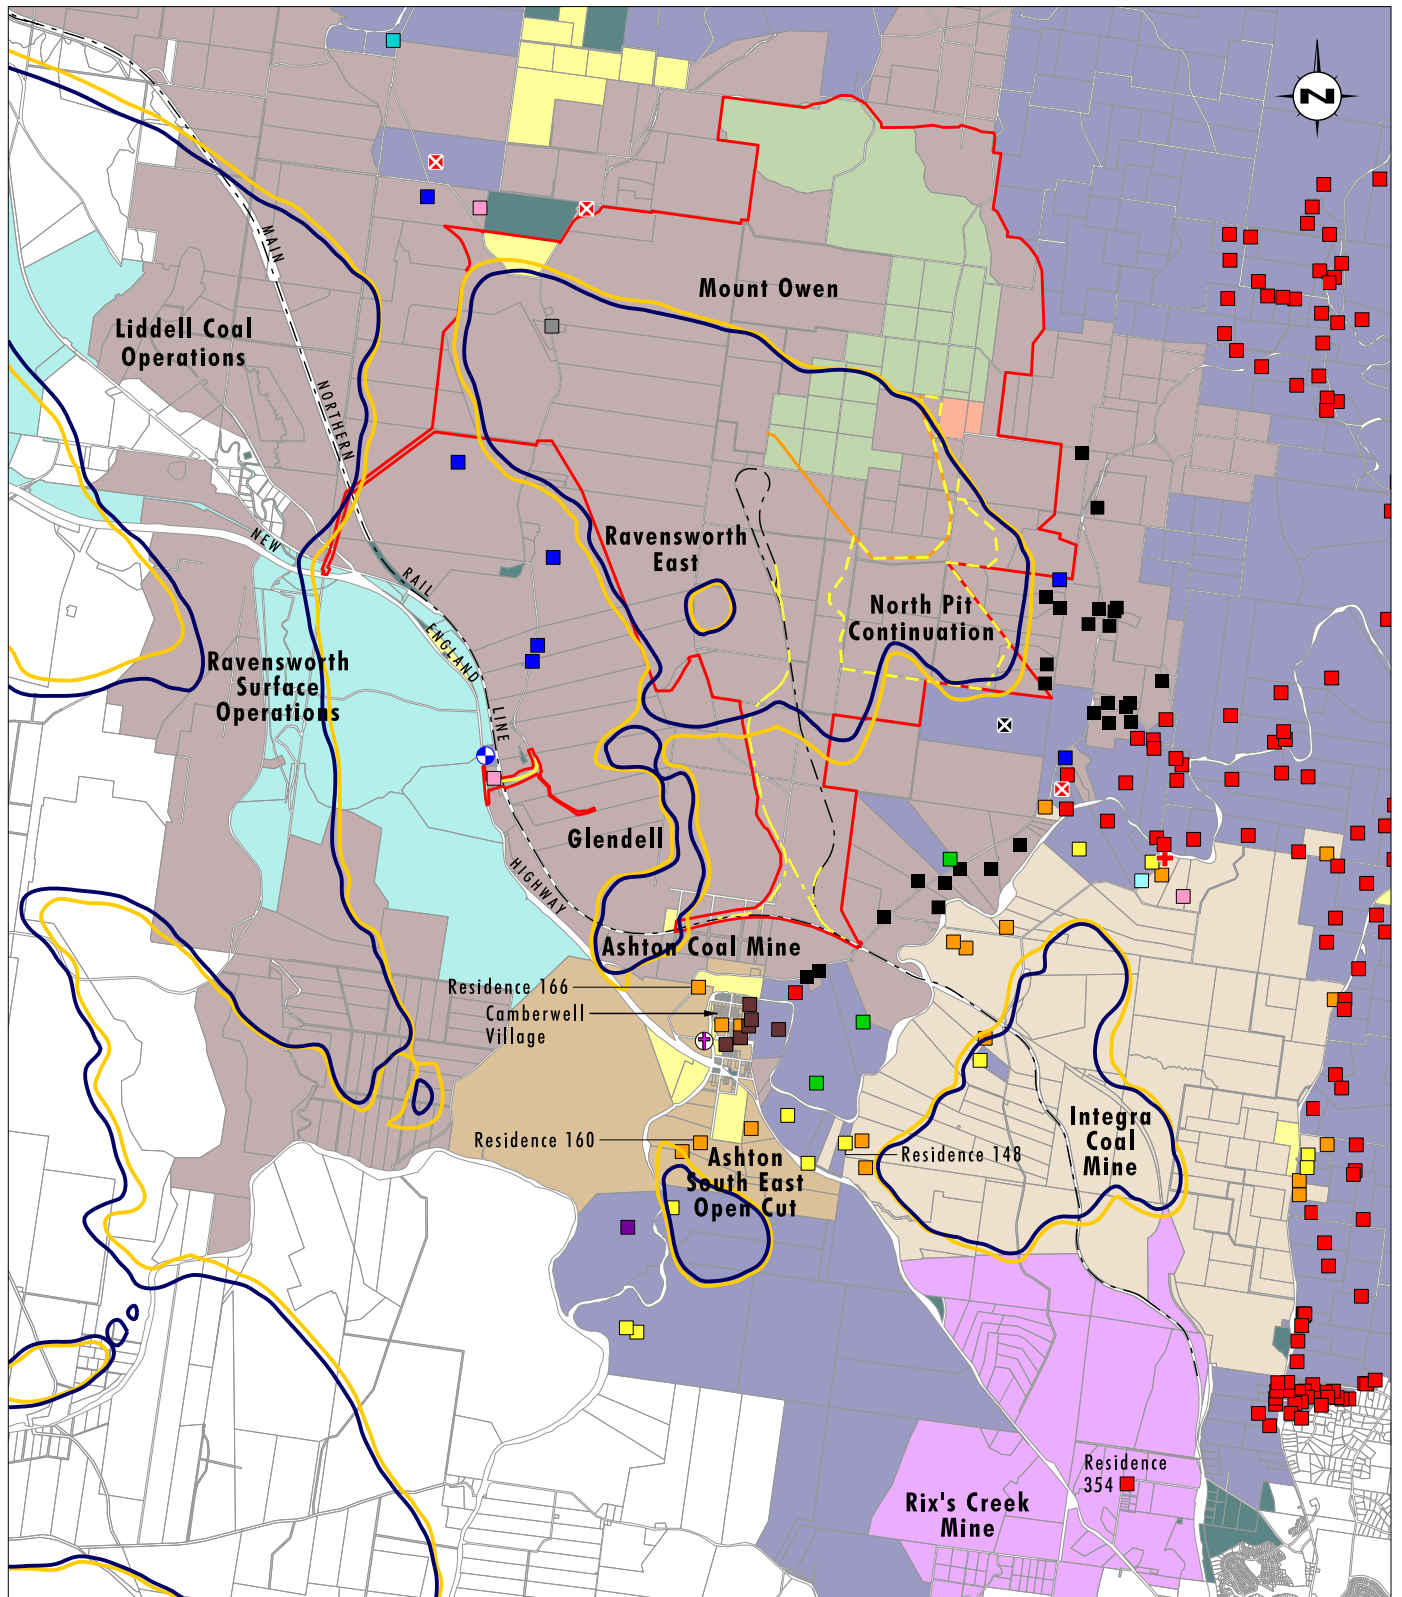 N
MAIN
Mount Owen
Liddell Coal
Operations
NORTHERN
NEW
Ravensworth
East
RAIL
North Pit
Continuation
ENGLAND
Ravensworth
Surface
Operations
LINE
Glendell
HIGHWAY
Ashton Coal Mine
Residence 166
Camberwell
Village
Integra
Coal
Mine
Residence 160
Residence 148
Ashton
South East
Open Cut
Residence
354
Rix's Creek
Mine